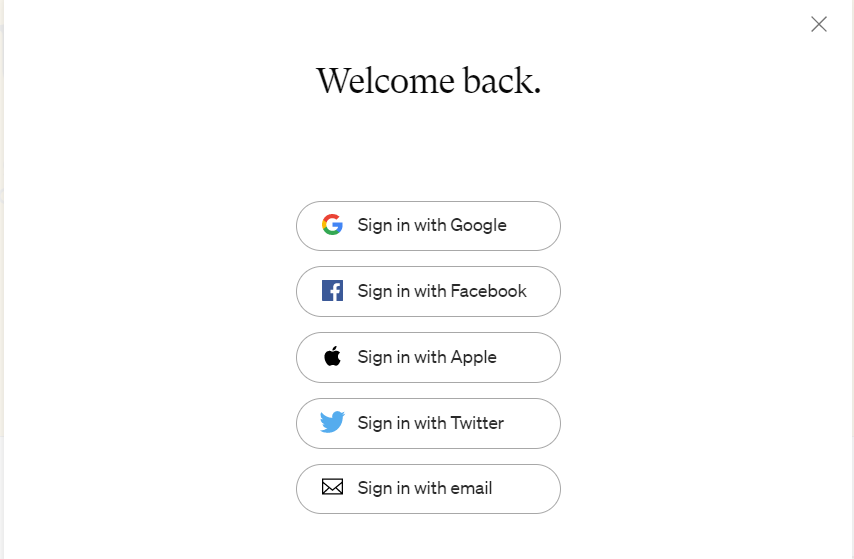 Welcome back.
Sign in with Google
Sign in with Facebook
Sign in with Apple
Sign in with Twitter
Sign in with email